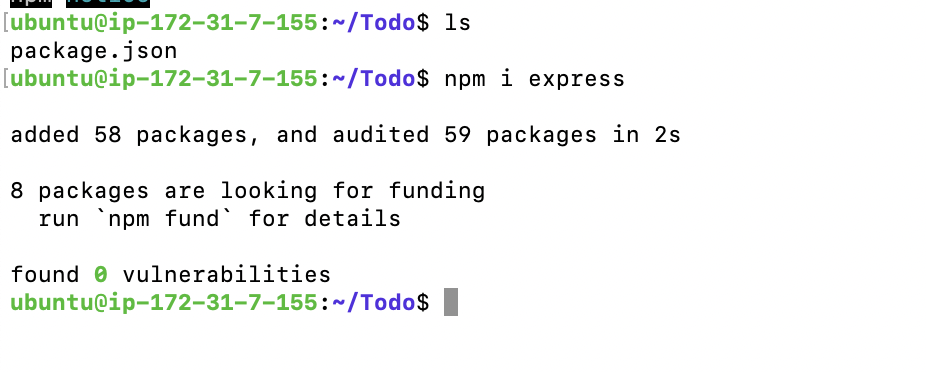 ubuntu@ip-172-31-7-155:~/Todo$ ls
package.json
ubuntu@ip-172-31-7-155:~/Todo$ npm i express
added 58 packages, and audited 59 packages in 2s
8 packages are looking for funding
run `npm fund` for details
found 0 vulnerabilities
ubuntu@ip-172-31-7-155:~/Todo$